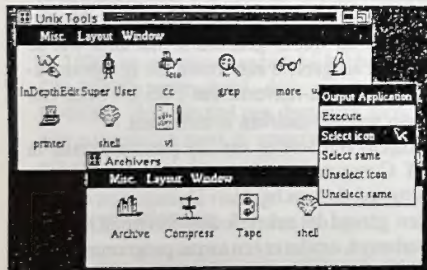 Unix Tools
Misc. Layout Window
InDepthEdit Super User cc grep more
printer shell vi
Output Application
Execute
Select icon
Select same
Unselect icon
Unselect same
Archivers
Misc. Layout Window
Archive Compress Tape shell